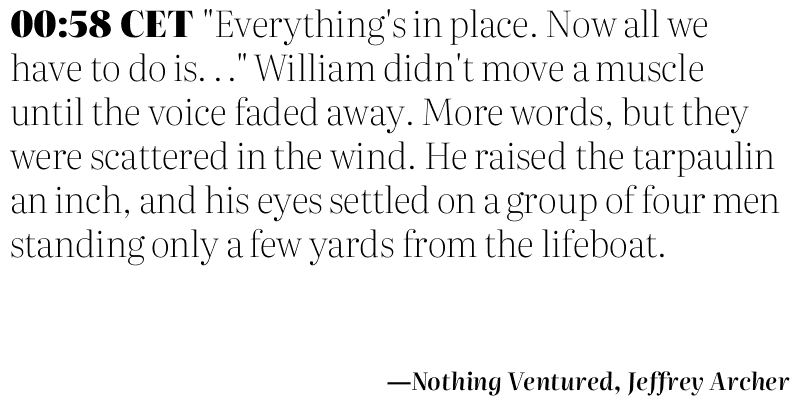 00:58 CET "Everything's in place. Now all we
have to do is. . ." William didn't move a muscle
until the voice faded away. More words, but they
were scattered in the wind. He raised the tarpaulin
an inch, and his eyes settled on a group of four men
standing only a few yards from the lifeboat.
—Nothing Ventured, Jeffrey Archer